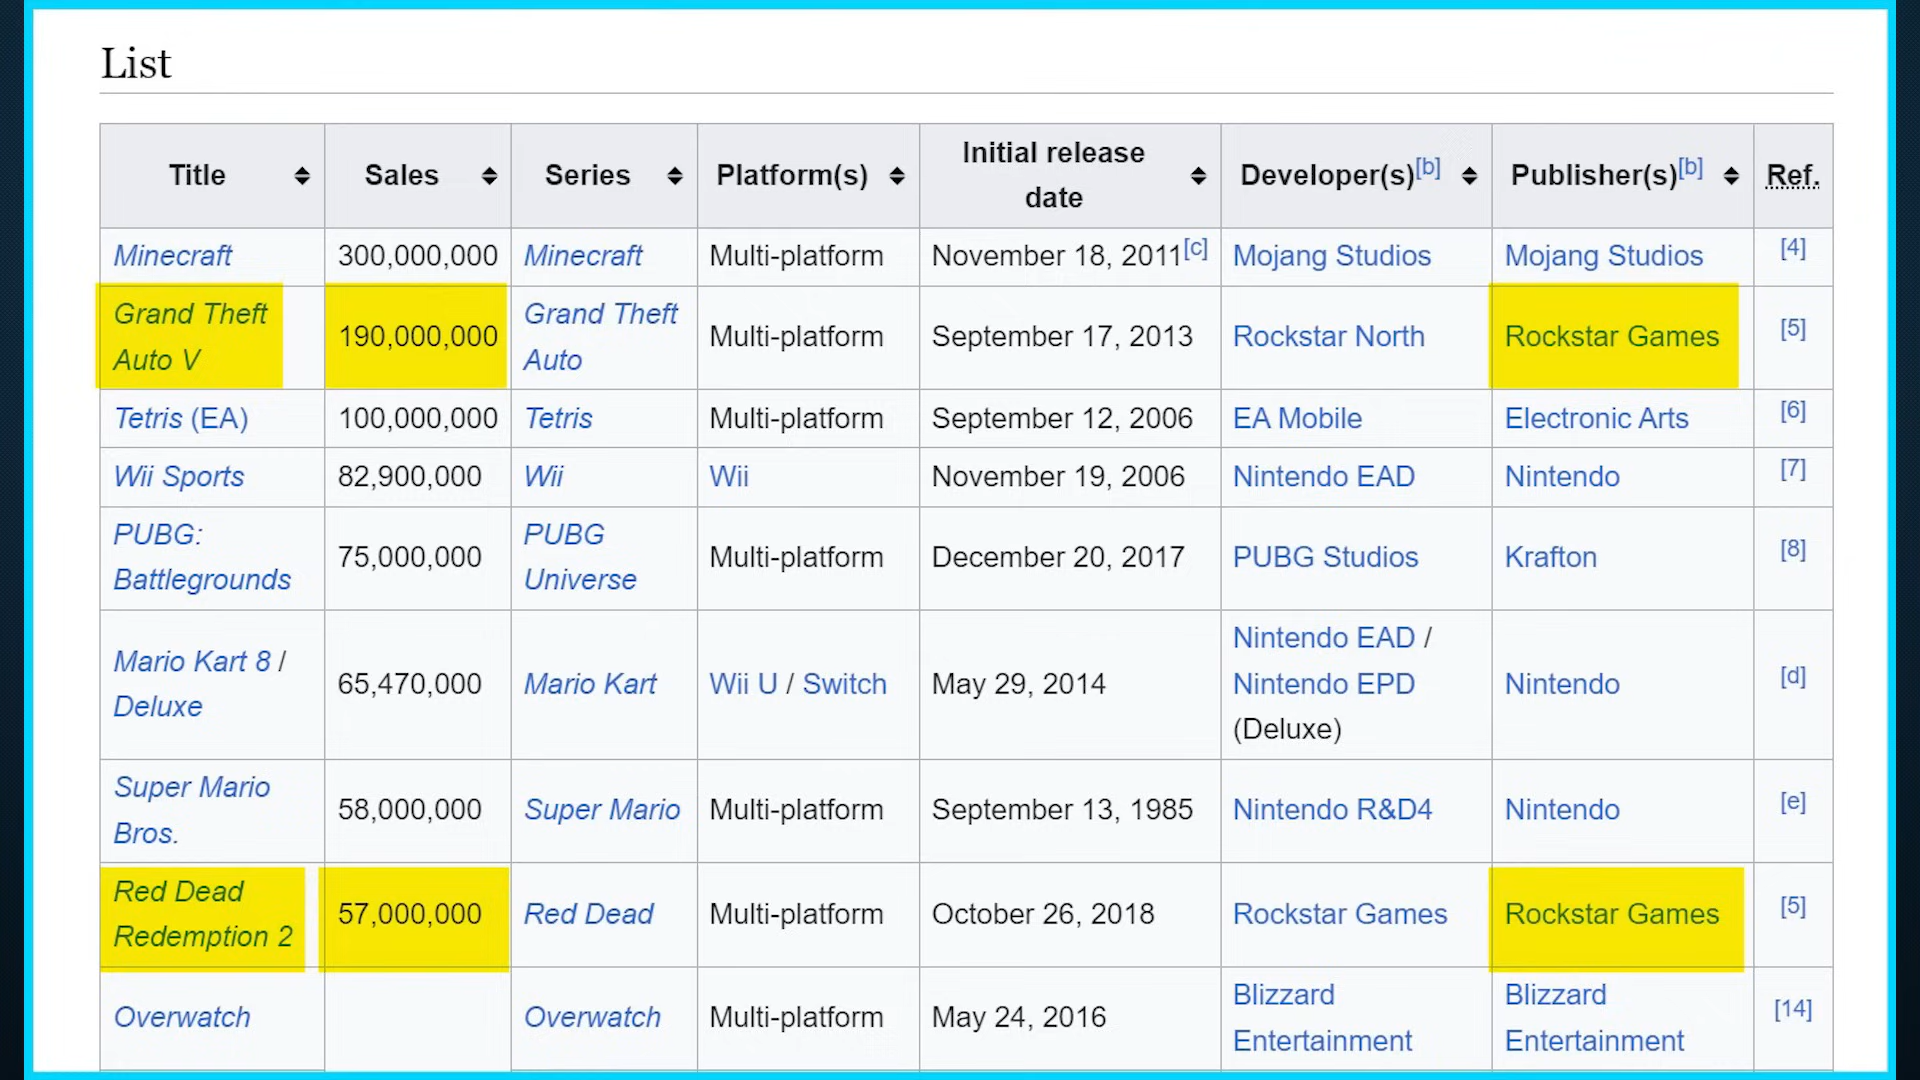 List
Title Sales Series Platform(s) Initial release date Developer(s)[b] Publisher(s)[b] Ref.
Minecraft 300,000,000 Minecraft Multi-platform November 18, 2011[c] Mojang Studios Mojang Studios [4]
Grand Theft Auto V 190,000,000 Grand Theft Auto Multi-platform September 17, 2013 Rockstar North Rockstar Games [5]
Tetris (EA) 100,000,000 Tetris Multi-platform September 12, 2006 EA Mobile Electronic Arts [6]
Wii Sports 82,900,000 Wii Wii November 19, 2006 Nintendo EAD Nintendo [7]
PUBG: Battlegrounds 75,000,000 PUBG Universe Multi-platform December 20, 2017 PUBG Studios Krafton [8]
Mario Kart 8 / Deluxe 65,470,000 Mario Kart Wii U / Switch May 29, 2014 Nintendo EAD / Nintendo EPD (Deluxe) Nintendo [d]
Super Mario Bros. 58,000,000 Super Mario Multi-platform September 13, 1985 Nintendo R&D4 Nintendo [e]
Red Dead Redemption 2 57,000,000 Red Dead Multi-platform October 26, 2018 Rockstar Games Rockstar Games [5]
Overwatch Overwatch Multi-platform May 24, 2016 Blizzard Entertainment Blizzard Entertainment [14]